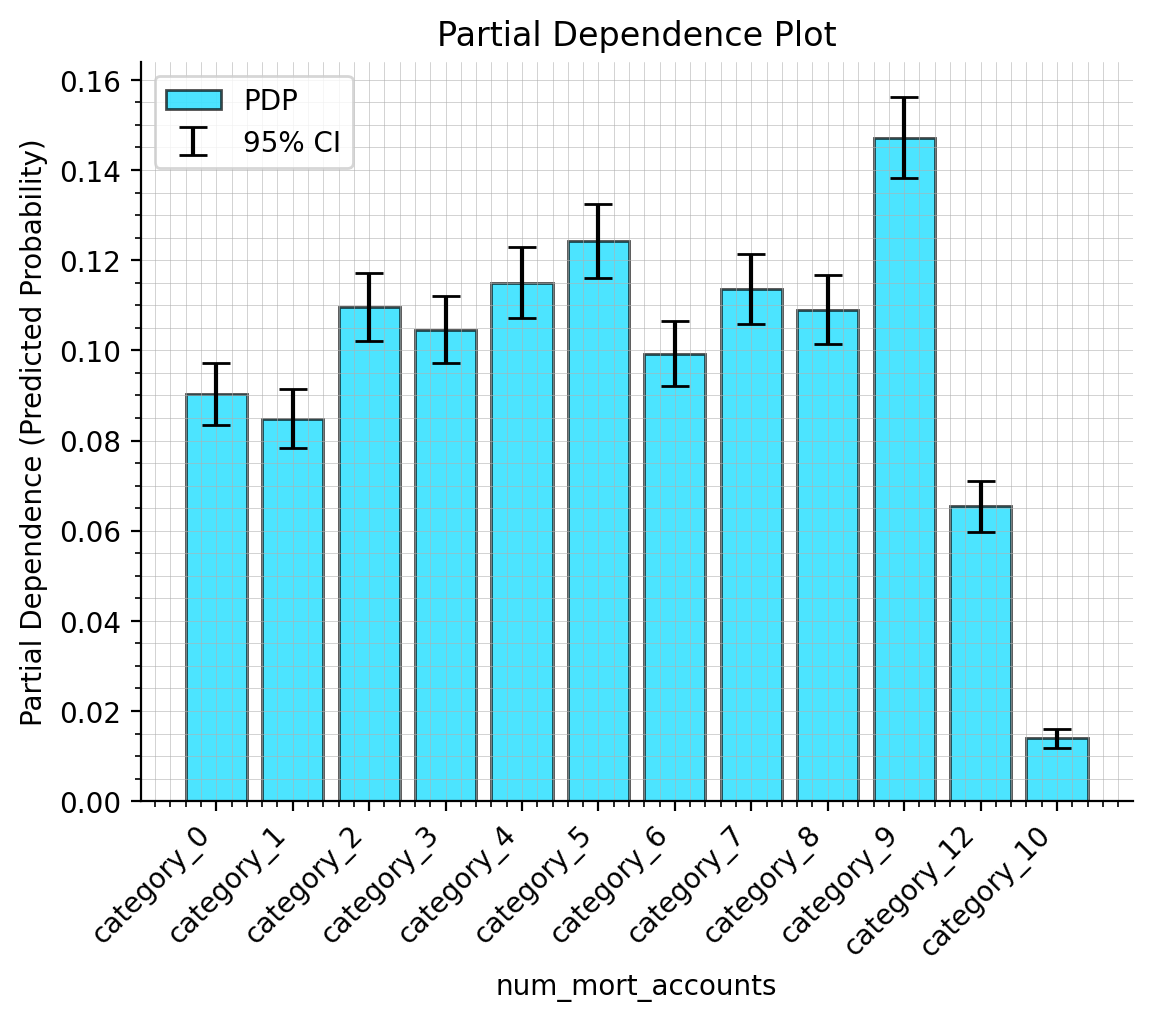 Partial Dependence Plot
PDP
95% CI
Partial Dependence (Predicted Probability)
0.16
0.14
0.12
0.10
0.08
0.06
0.04
0.02
0.00
category_0
category_1
category_2
category_3
category_4
category_5
category_6
category_7
category_8
category_9
category_12
category_10
num_mort_accounts